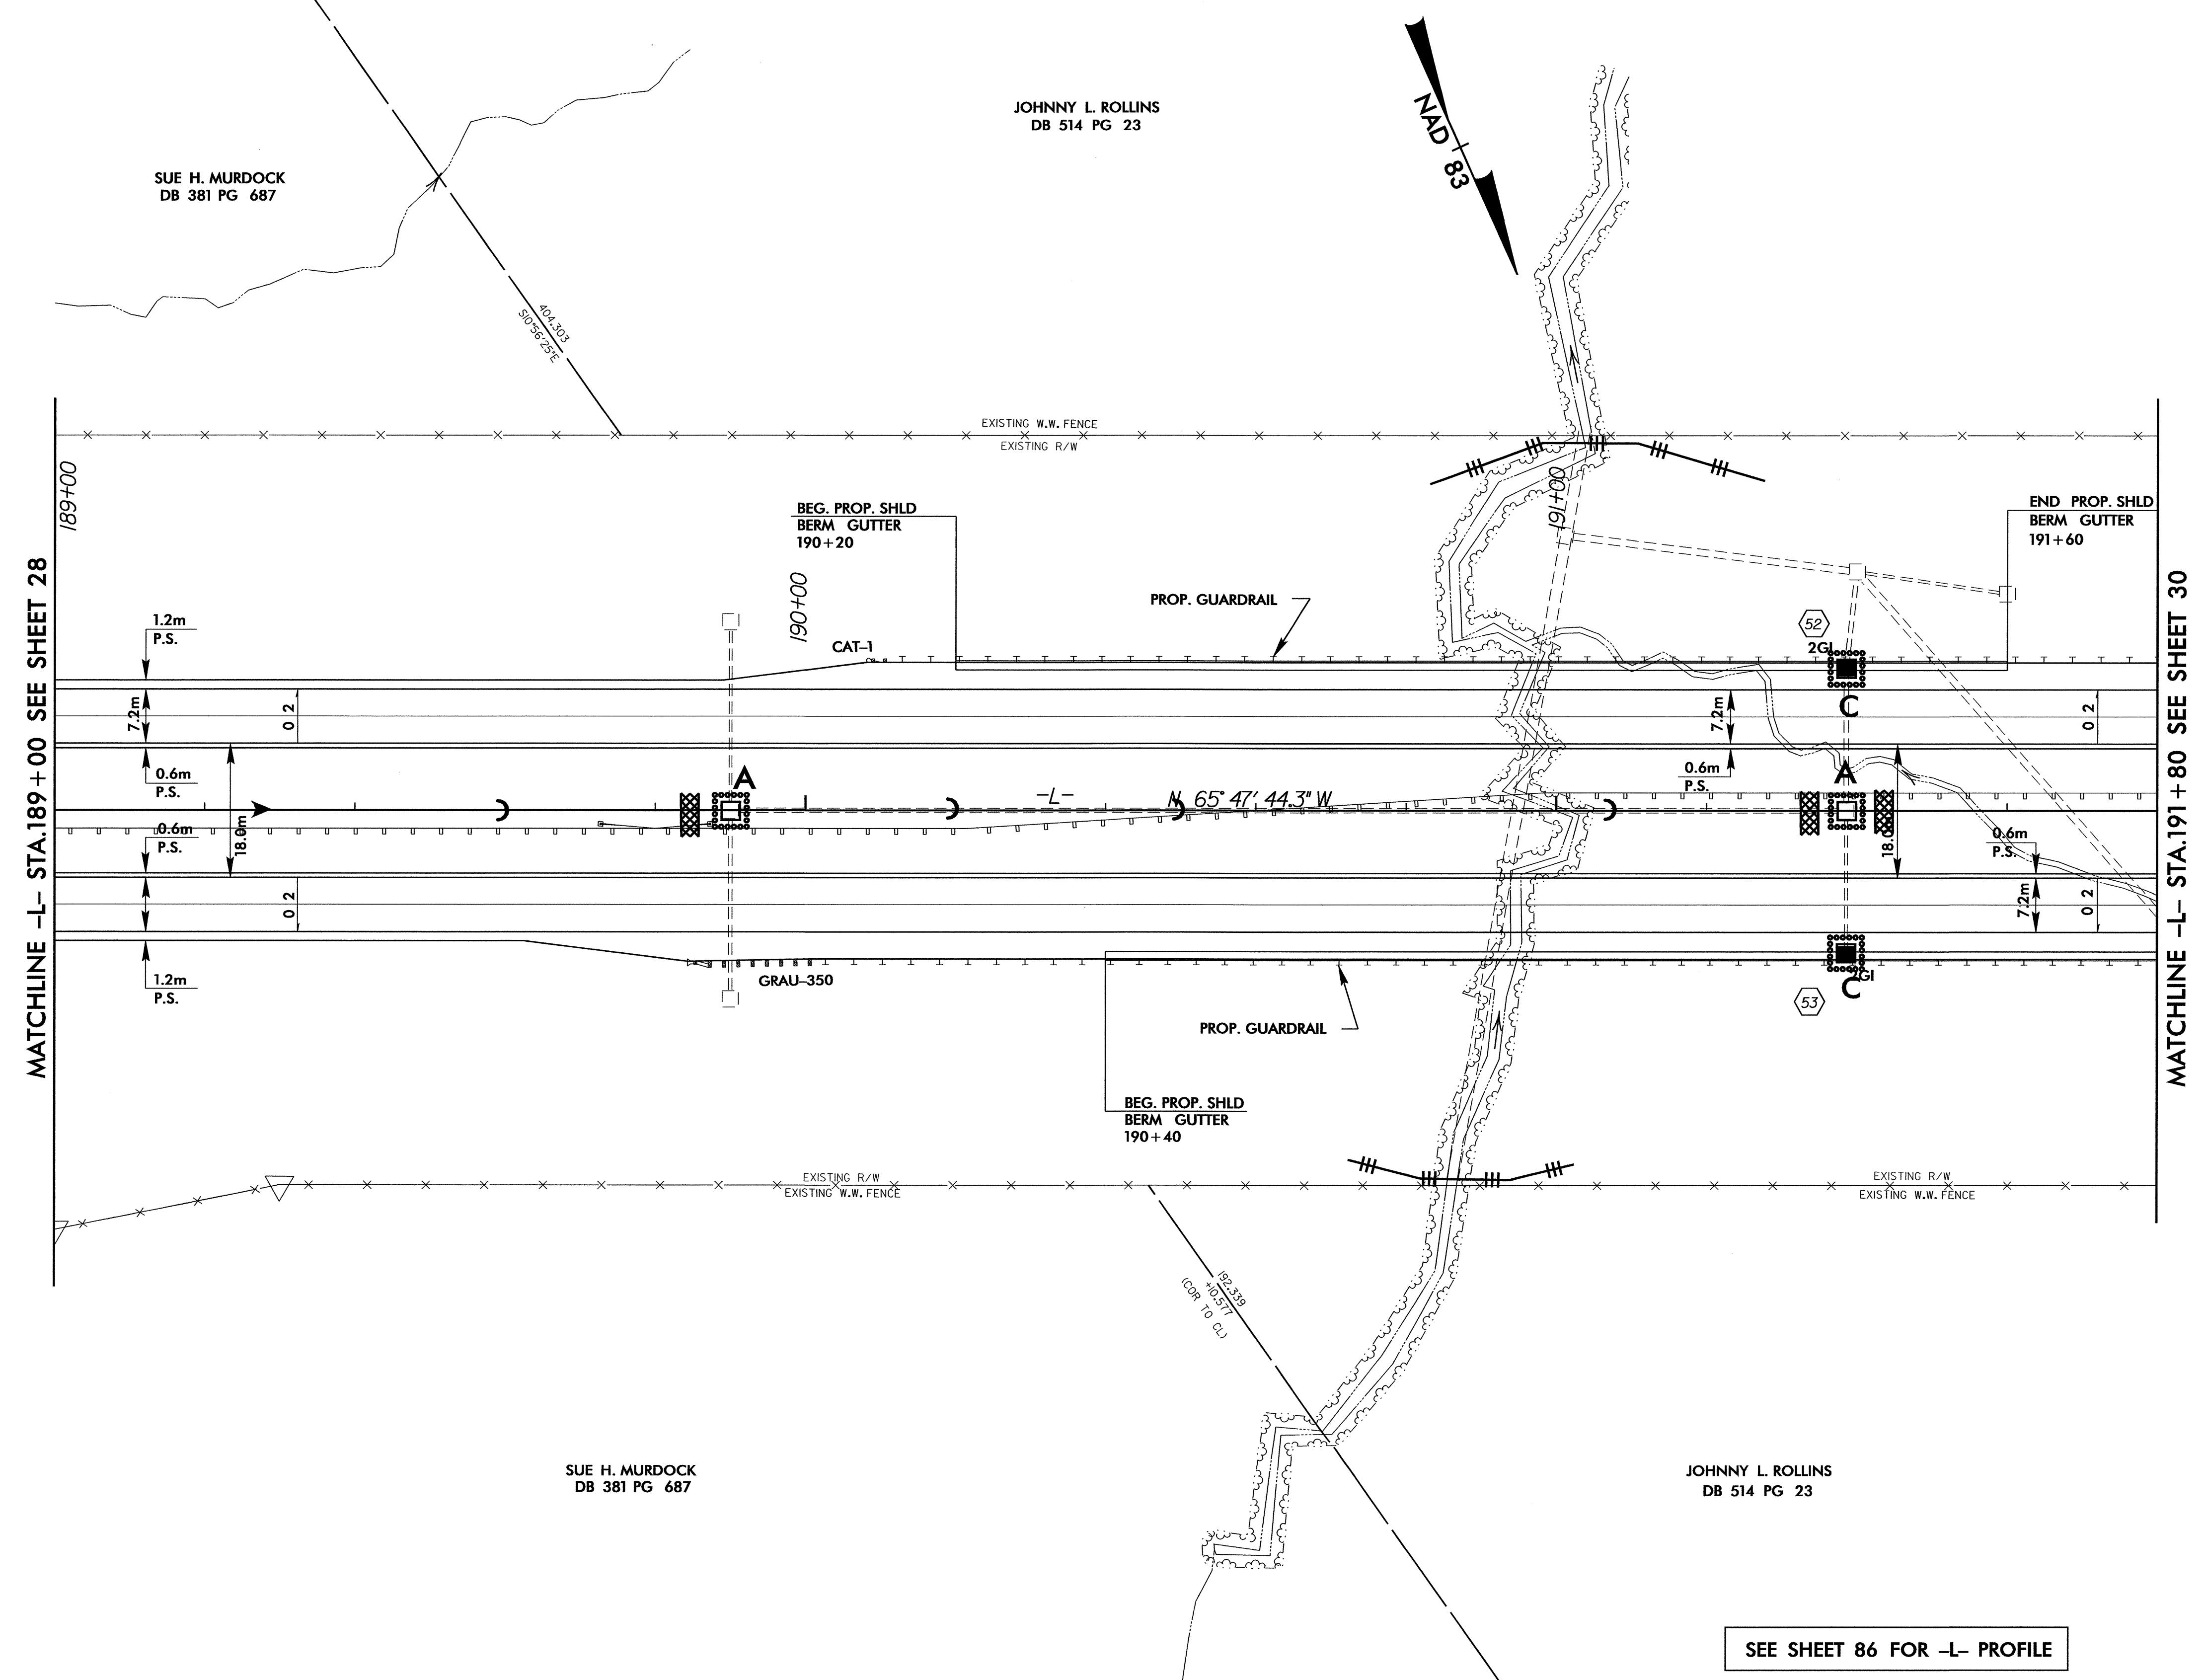 JOHNNY L. ROLLINS
DB 514 PG 23
NAD 83
SUE H. MURDOCK
DB 381 PG 687
404.303
S10°56'25"E
EXISTING W.W. FENCE
EXISTING R/W
189+00
191+00
BEG. PROP. SHLD
BERM GUTTER
190+20
END PROP. SHLD
BERM GUTTER
191+60
190+00
MATCHLINE -L- STA.189+00 SEE SHEET 28
MATCHLINE -L- STA.191+80 SEE SHEET 30
1.2m
P.S.
CAT-1
PROP. GUARDRAIL
52
2GI
C
7.2m
0 2
7.2m
0 2
0.6m
P.S.
A
-L-
N 65° 47' 44.3" W
0.6m
P.S.
A
0.6m
P.S.
18.0m
18.0
0.6m
P.S.
0 2
7.2m
0 2
1.2m
P.S.
GRAU-350
2GI
C
53
PROP. GUARDRAIL
BEG. PROP. SHLD
BERM GUTTER
190+40
EXISTING R/W
EXISTING W.W. FENCE
EXISTING R/W
EXISTING W.W. FENCE
192.339
+10.577
(COR TO CL)
SUE H. MURDOCK
DB 381 PG 687
JOHNNY L. ROLLINS
DB 514 PG 23
SEE SHEET 86 FOR -L- PROFILE